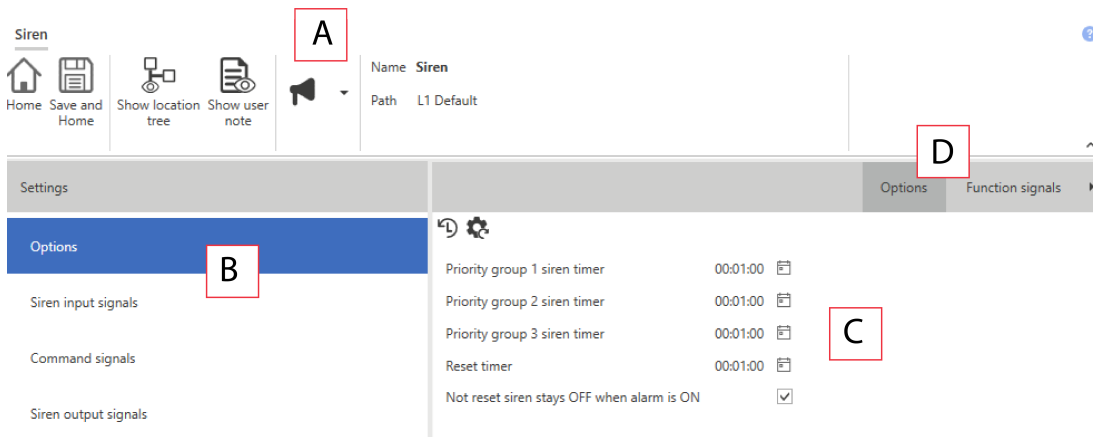 A
Siren
?
Name Siren
Home Save and Home Show location tree Show user note
Path L1 Default
D
Settings
Options Function signals
Options
B
Siren input signals
Command signals
Siren output signals
Priority group 1 siren timer 00:01:00
Priority group 2 siren timer 00:01:00
Priority group 3 siren timer 00:01:00
C
Reset timer 00:01:00
Not reset siren stays OFF when alarm is ON